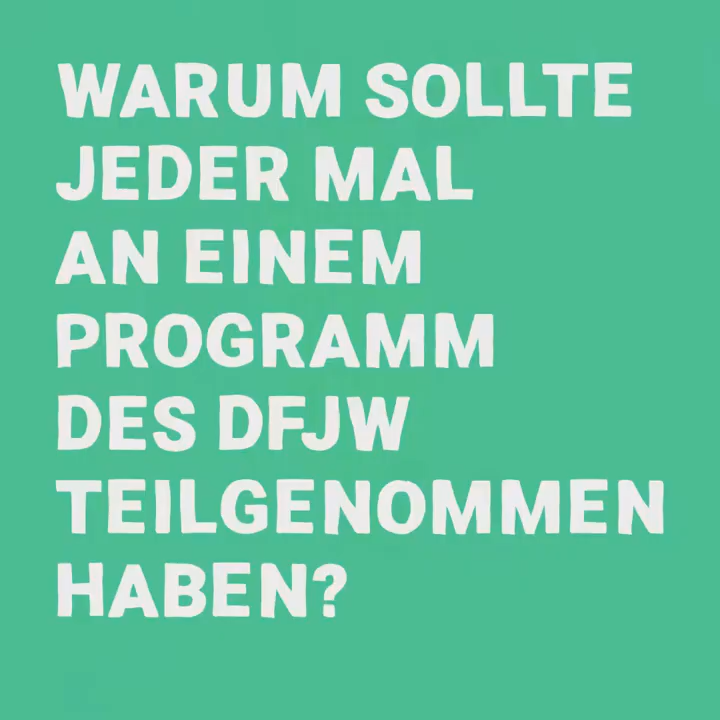 WARUM SOLLTE
JEDER MAL
AN EINEM
PROGRAMM
DES DFJW
TEILGENOMMEN
HABEN?